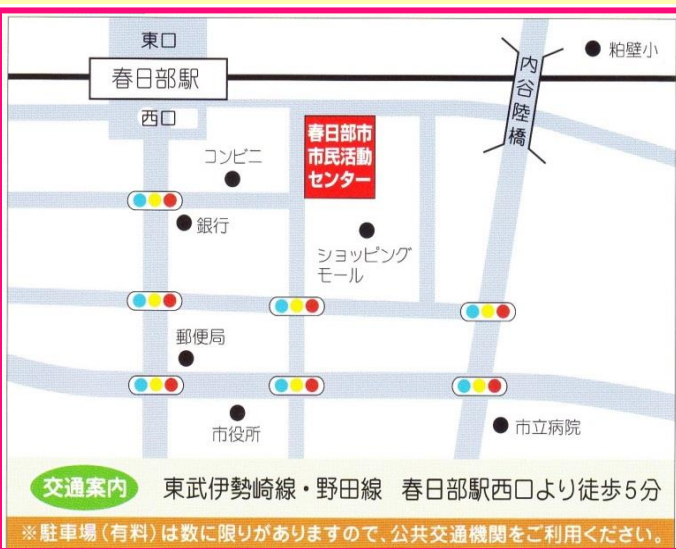 東口
春日部駅
西口
内谷陸橋
粕壁小
春日部市
市民活動
センター
コンビニ
銀行
ショッピング
モール
郵便局
市役所
市立病院
交通案内 東武伊勢崎線・野田線 春日部駅西口より徒歩5分
※駐車場(有料)は数に限りがありますので、公共交通機関をご利用ください。